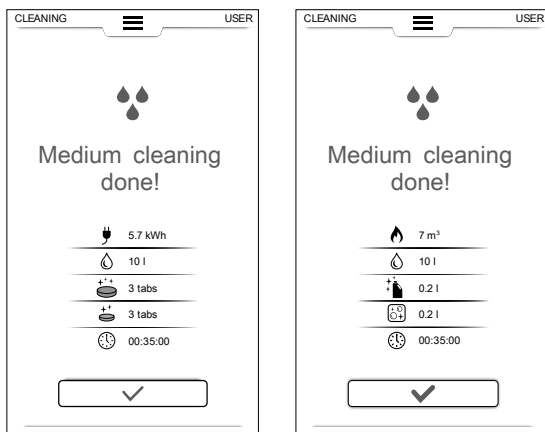 CLEANING USER
Medium cleaning
done!
5.7 kWh
10 l
3 tabs
3 tabs
00:35:00
CLEANING USER
Medium cleaning
done!
7 m³
10 l
0.2 l
0.2 l
00:35:00